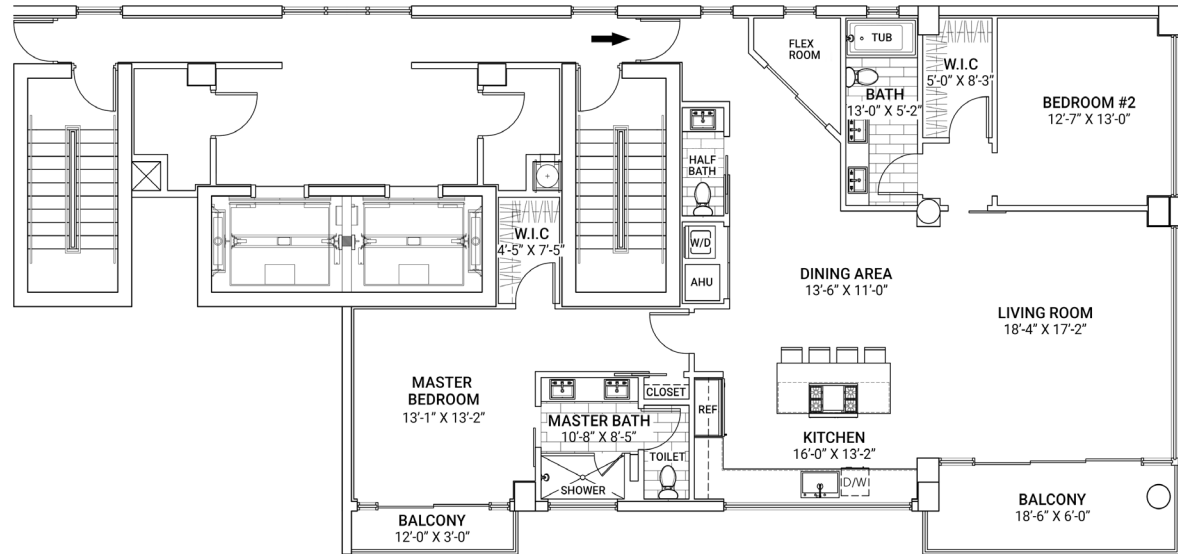 FLEX
ROOM
TUB
W.I.C
5'-0" X 8'-3"
BATH
13'-0" X 5'-2"
BEDROOM #2
12'-7" X 13'-0"
HALF
BATH
W.I.C
4'-5" X 7'-5"
W/D
AHU
DINING AREA
13'-6" X 11'-0"
LIVING ROOM
18'-4" X 17'-2"
MASTER
BEDROOM
13'-1" X 13'-2"
CLOSET
REF
MASTER BATH
10'-8" X 8'-5"
KITCHEN
16'-0" X 13'-2"
TOILET
SHOWER
D/W
BALCONY
12'-0" X 3'-0"
BALCONY
18'-6" X 6'-0"